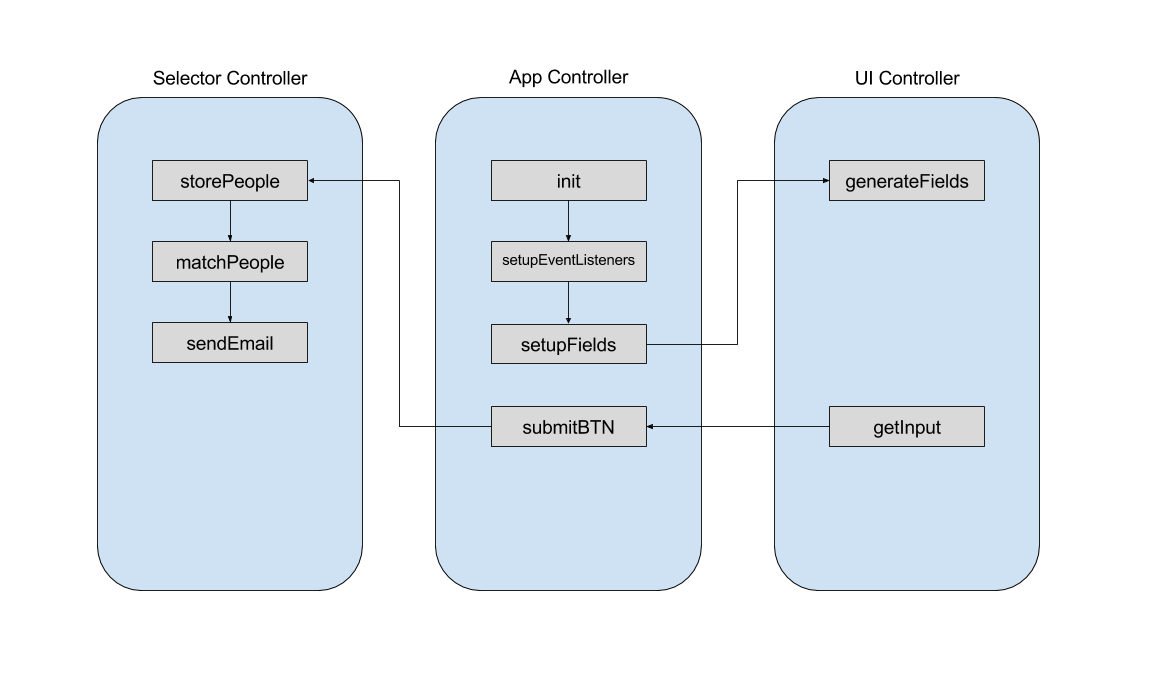 Selector Controller
App Controller
UI Controller
storePeople
init
generateFields
matchPeople
setupEventListeners
sendEmail
setupFields
submitBTN
getInput